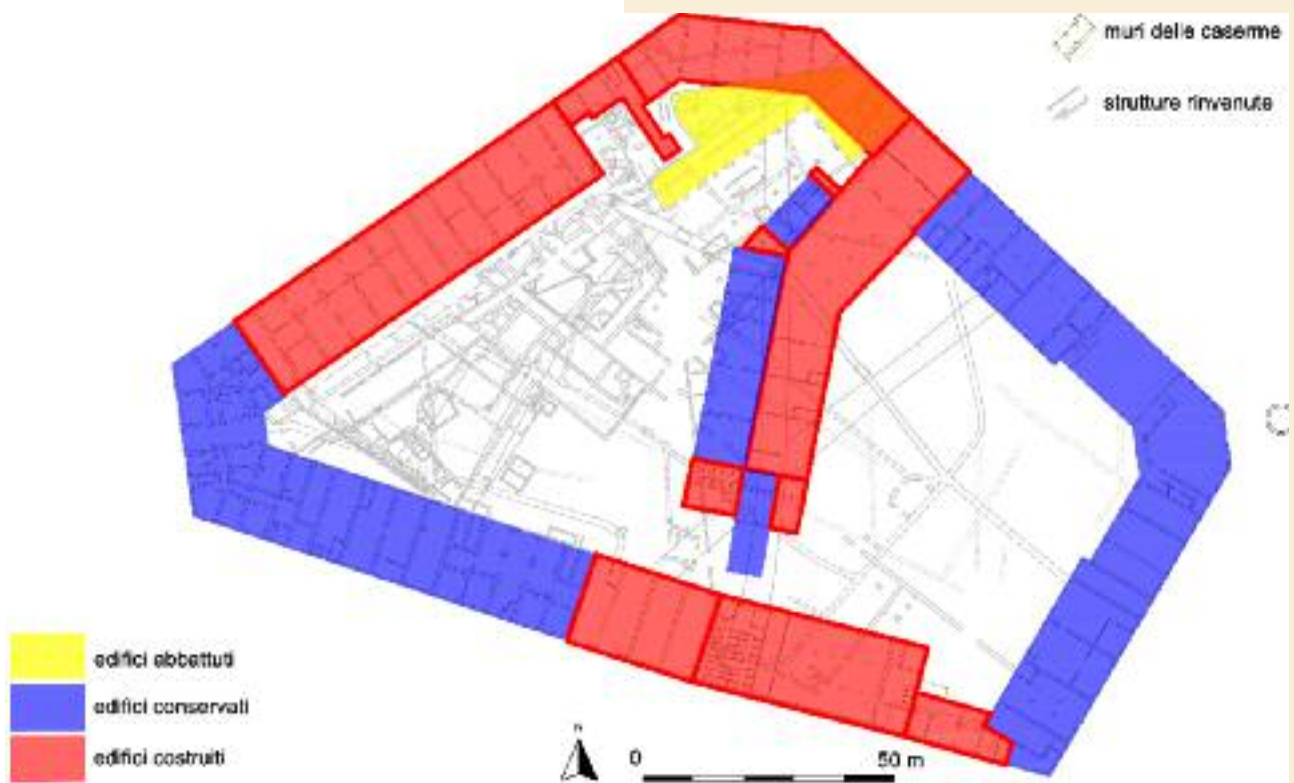 muri delle caserme
strutture rinvenute
edifici abbattuti
edifici conservati
edifici costruiti
N
0 50 m